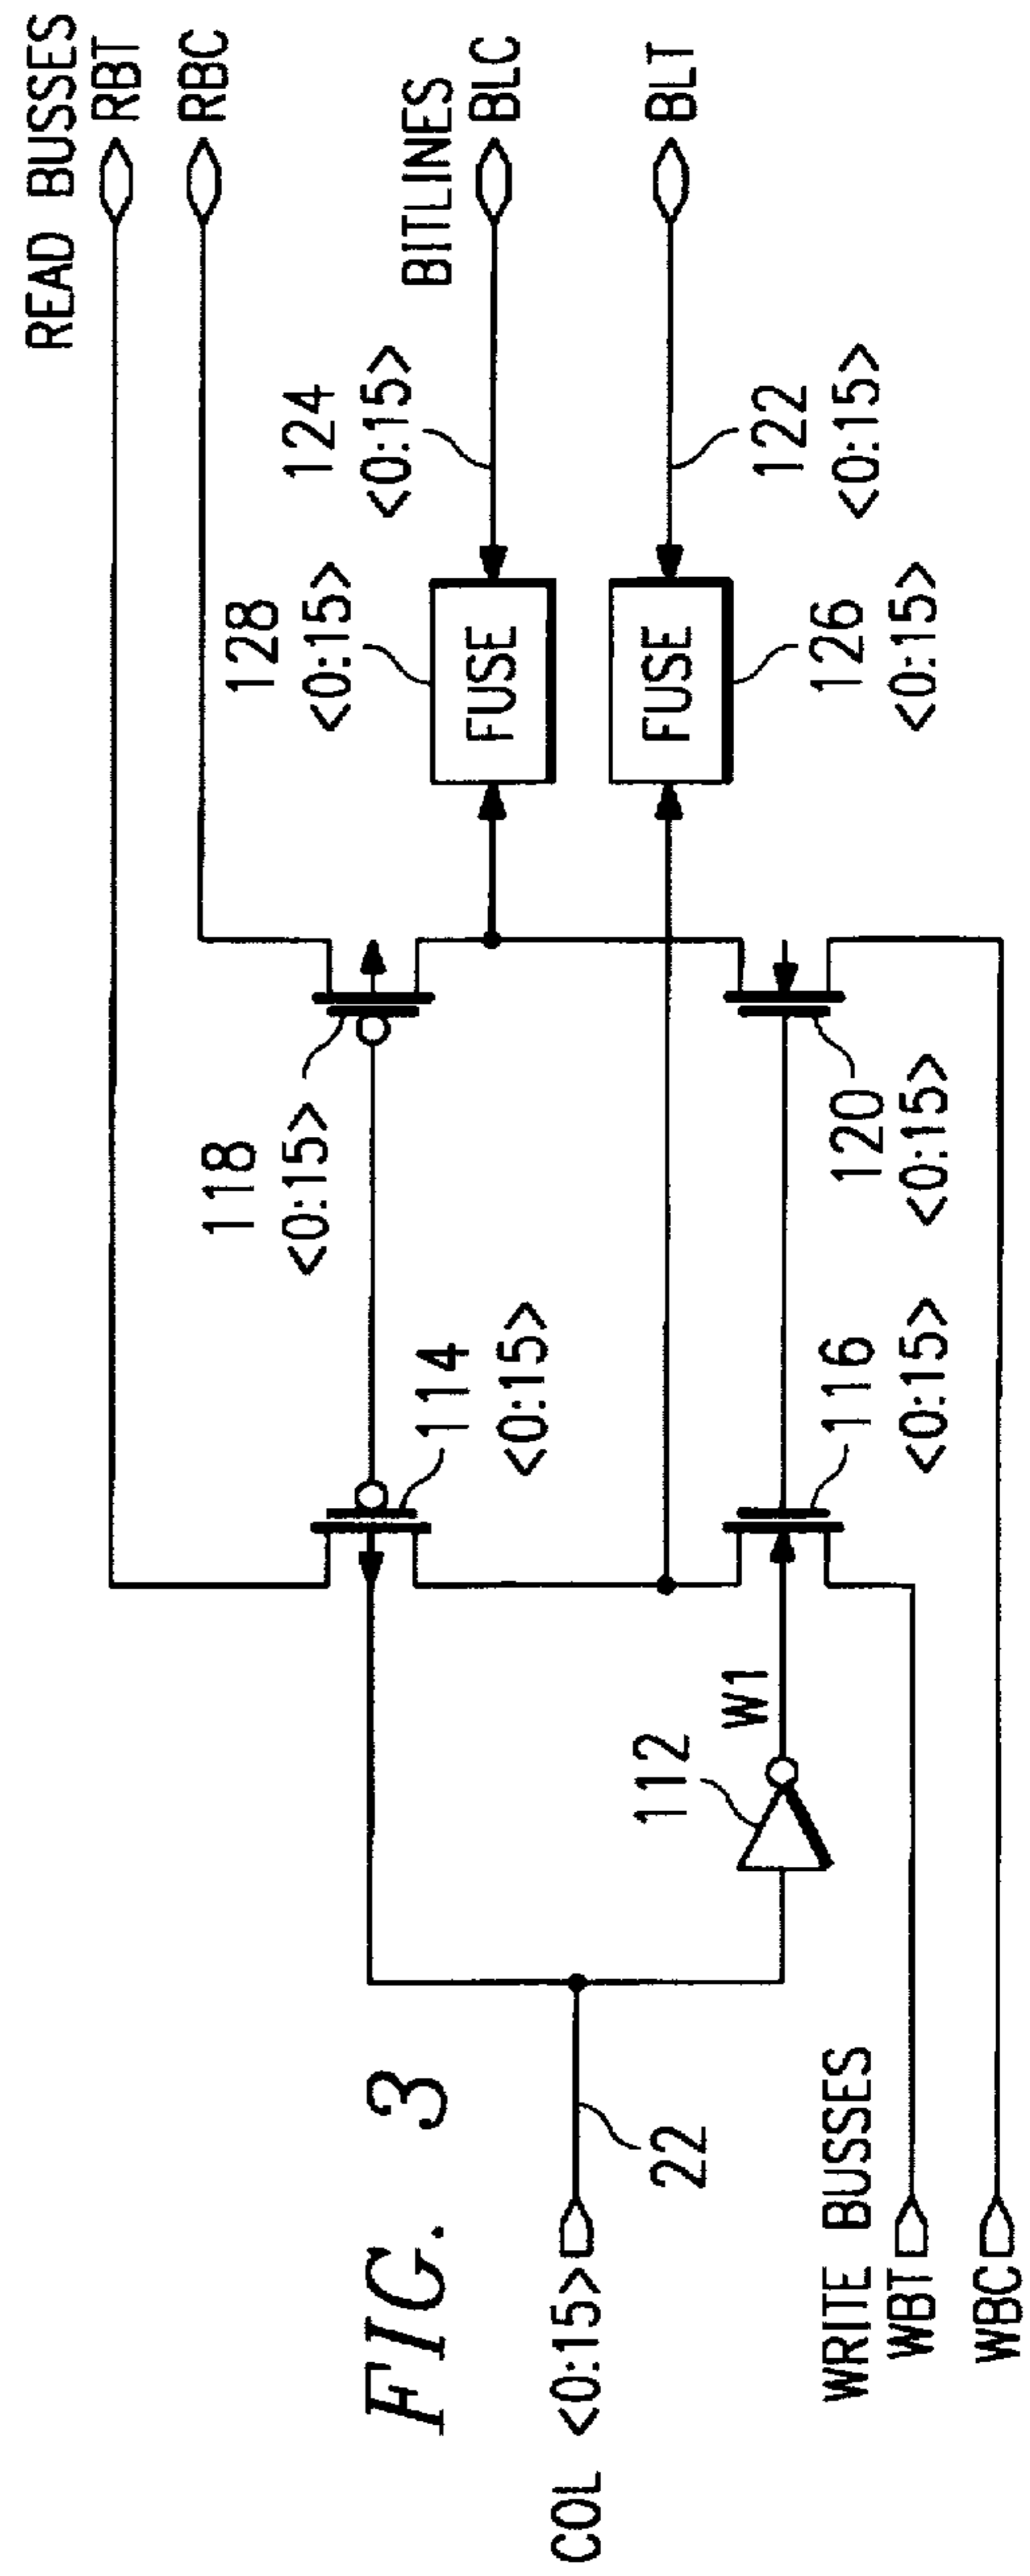 READ BUSSES
RBT
RBC
BITLINES
BLC
BLT
124
<0:15>
122
<0:15>
128
<0:15>
FUSE
FUSE
126
<0:15>
118
<0:15>
120
<0:15>
114
<0:15>
116
<0:15>
W1
112
22
COL <0:15>
WRITE BUSSES
WBT
WBC
FIG. 3